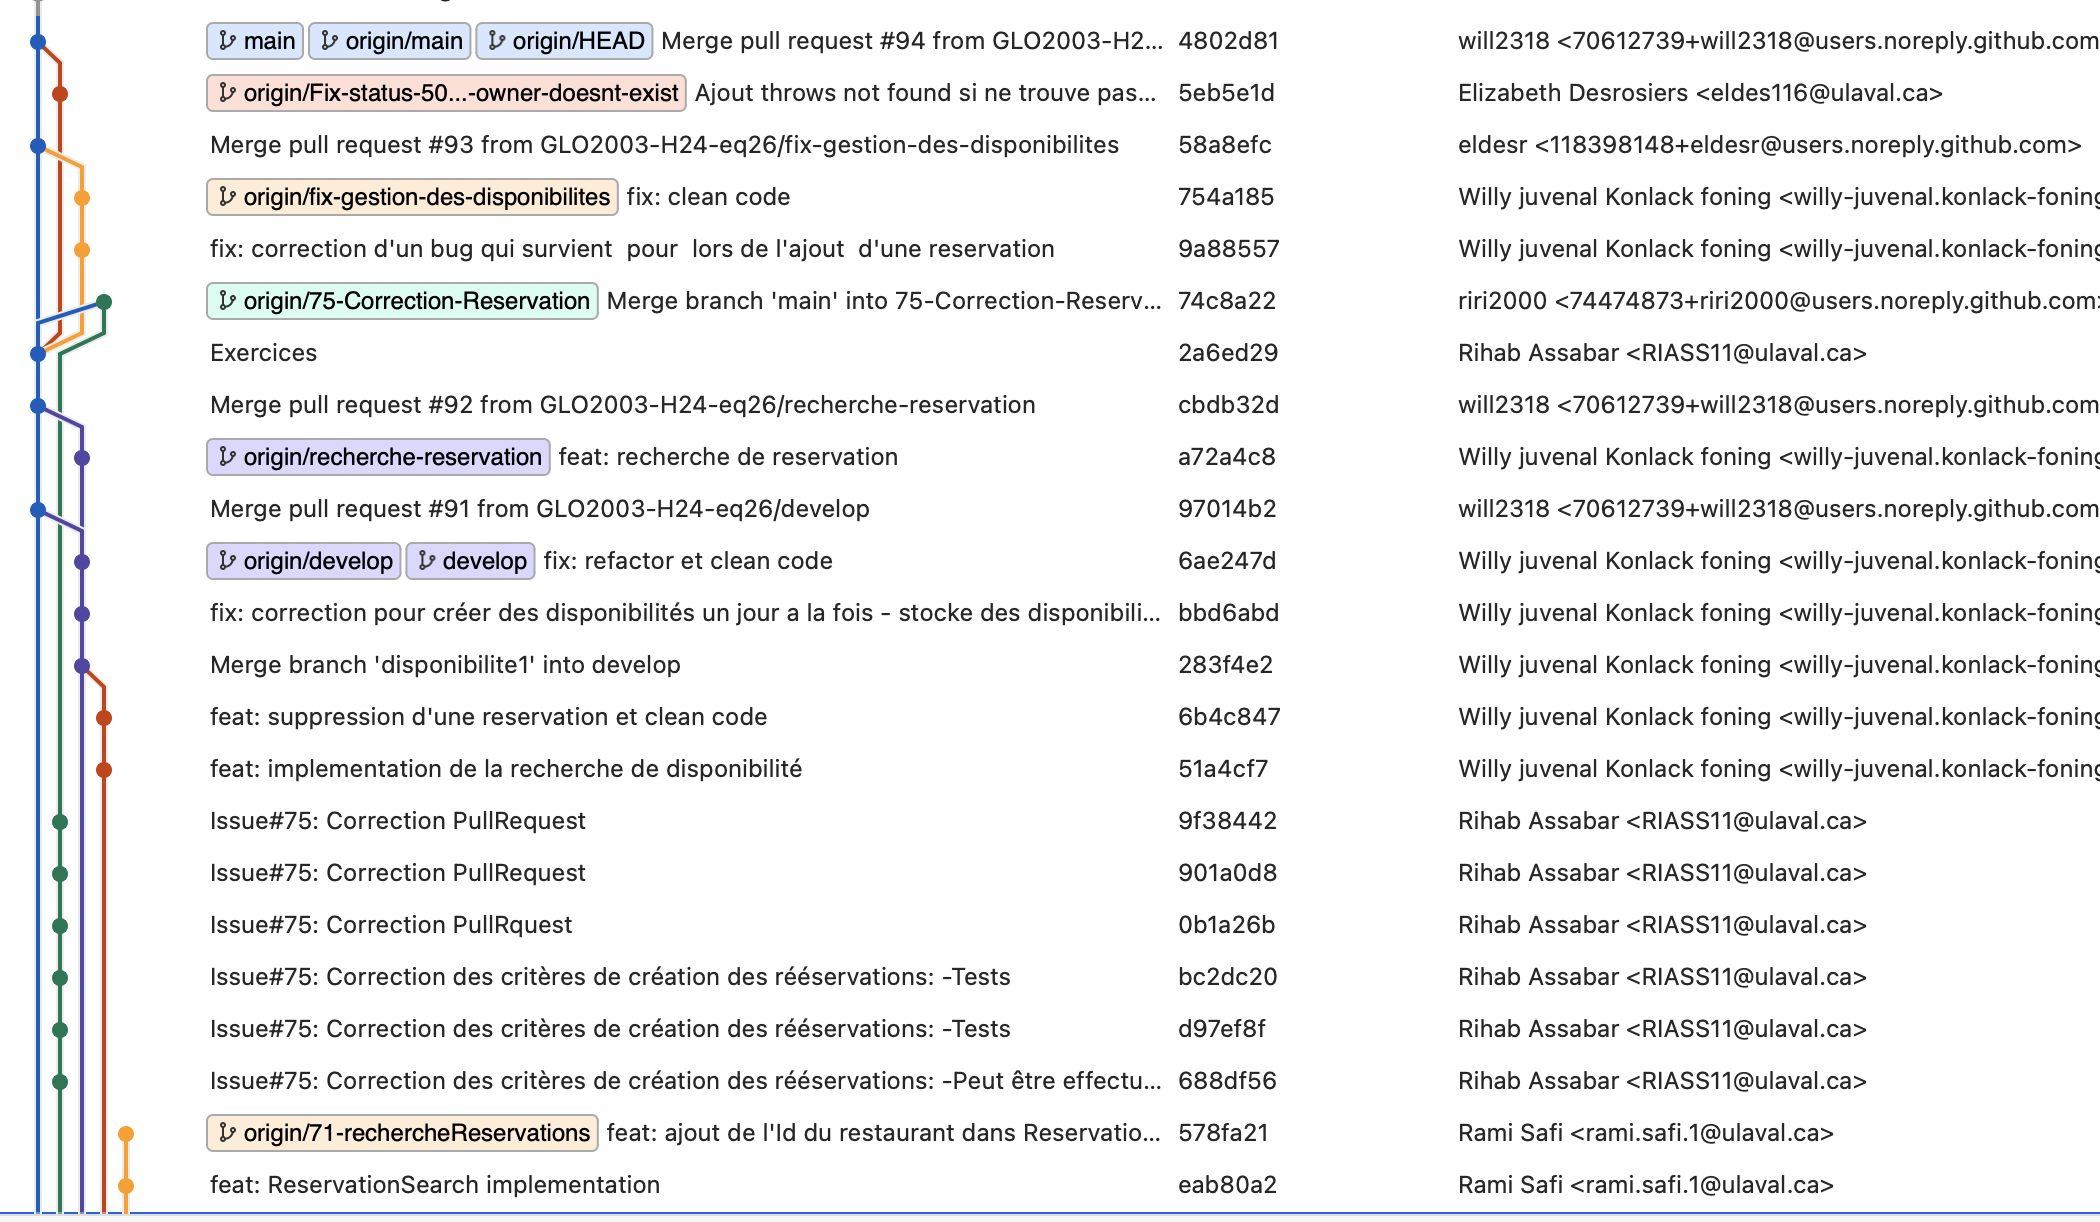 main origin/main origin/HEAD Merge pull request #94 from GLO2003-H2... 4802d81 will2318 <70612739+will2318@users.noreply.github.com
origin/Fix-status-50...-owner-doesnt-exist Ajout throws not found si ne trouve pas... 5eb5e1d Elizabeth Desrosiers <eldes116@ulaval.ca>
Merge pull request #93 from GLO2003-H24-eq26/fix-gestion-des-disponibilites 58a8efc eldesr <118398148+eldesr@users.noreply.github.com>
origin/fix-gestion-des-disponibilites fix: clean code 754a185 Willy juvenal Konlack foning <willy-juvenal.konlack-foning
fix: correction d'un bug qui survient  pour  lors de l'ajout  d'une reservation 9a88557 Willy juvenal Konlack foning <willy-juvenal.konlack-foning
origin/75-Correction-Reservation Merge branch 'main' into 75-Correction-Reserv... 74c8a22 riri2000 <74474873+riri2000@users.noreply.github.com>
Exercices 2a6ed29 Rihab Assabar <RIASS11@ulaval.ca>
Merge pull request #92 from GLO2003-H24-eq26/recherche-reservation cbdb32d will2318 <70612739+will2318@users.noreply.github.com
origin/recherche-reservation feat: recherche de reservation a72a4c8 Willy juvenal Konlack foning <willy-juvenal.konlack-foning
Merge pull request #91 from GLO2003-H24-eq26/develop 97014b2 will2318 <70612739+will2318@users.noreply.github.com
origin/develop develop fix: refactor et clean code 6ae247d Willy juvenal Konlack foning <willy-juvenal.konlack-foning
fix: correction pour créer des disponibilités un jour a la fois - stocke des disponibili... bbd6abd Willy juvenal Konlack foning <willy-juvenal.konlack-foning
Merge branch 'disponibilite1' into develop 283f4e2 Willy juvenal Konlack foning <willy-juvenal.konlack-foning
feat: suppression d'une reservation et clean code 6b4c847 Willy juvenal Konlack foning <willy-juvenal.konlack-foning
feat: implementation de la recherche de disponibilité 51a4cf7 Willy juvenal Konlack foning <willy-juvenal.konlack-foning
Issue#75: Correction PullRequest 9f38442 Rihab Assabar <RIASS11@ulaval.ca>
Issue#75: Correction PullRequest 901a0d8 Rihab Assabar <RIASS11@ulaval.ca>
Issue#75: Correction PullRquest 0b1a26b Rihab Assabar <RIASS11@ulaval.ca>
Issue#75: Correction des critères de création des rééservations: -Tests bc2dc20 Rihab Assabar <RIASS11@ulaval.ca>
Issue#75: Correction des critères de création des rééservations: -Tests d97ef8f Rihab Assabar <RIASS11@ulaval.ca>
Issue#75: Correction des critères de création des rééservations: -Peut être effectu... 688df56 Rihab Assabar <RIASS11@ulaval.ca>
origin/71-rechercheReservations feat: ajout de l'Id du restaurant dans Reservatio... 578fa21 Rami Safi <rami.safi.1@ulaval.ca>
feat: ReservationSearch implementation eab80a2 Rami Safi <rami.safi.1@ulaval.ca>